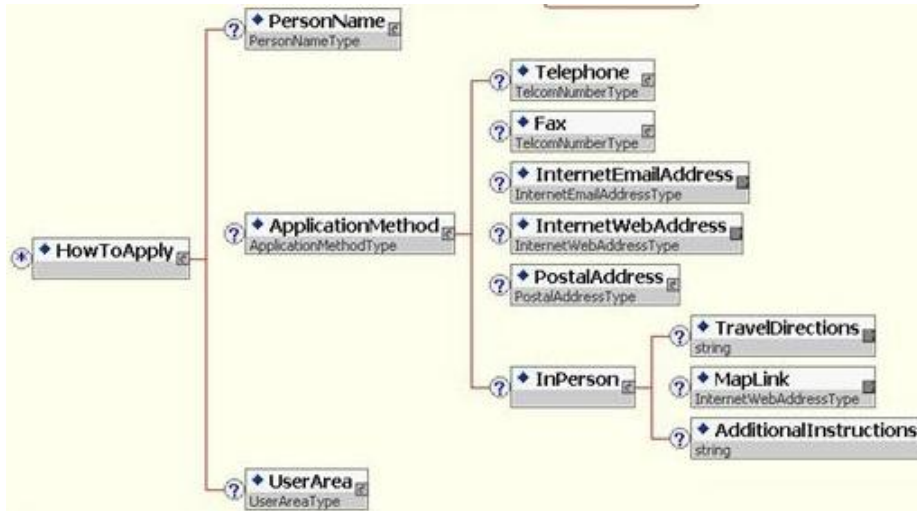 PersonName
PersonNameType
Telephone
TelcomNumberType
Fax
TelcomNumberType
InternetEmailAddress
InternetEmailAddressType
HowToApply
ApplicationMethod
ApplicationMethodType
InternetWebAddress
InternetWebAddressType
PostalAddress
PostalAddressType
InPerson
TravelDirections
string
MapLink
InternetWebAddressType
AdditionalInstructions
string
UserArea
UserAreaType